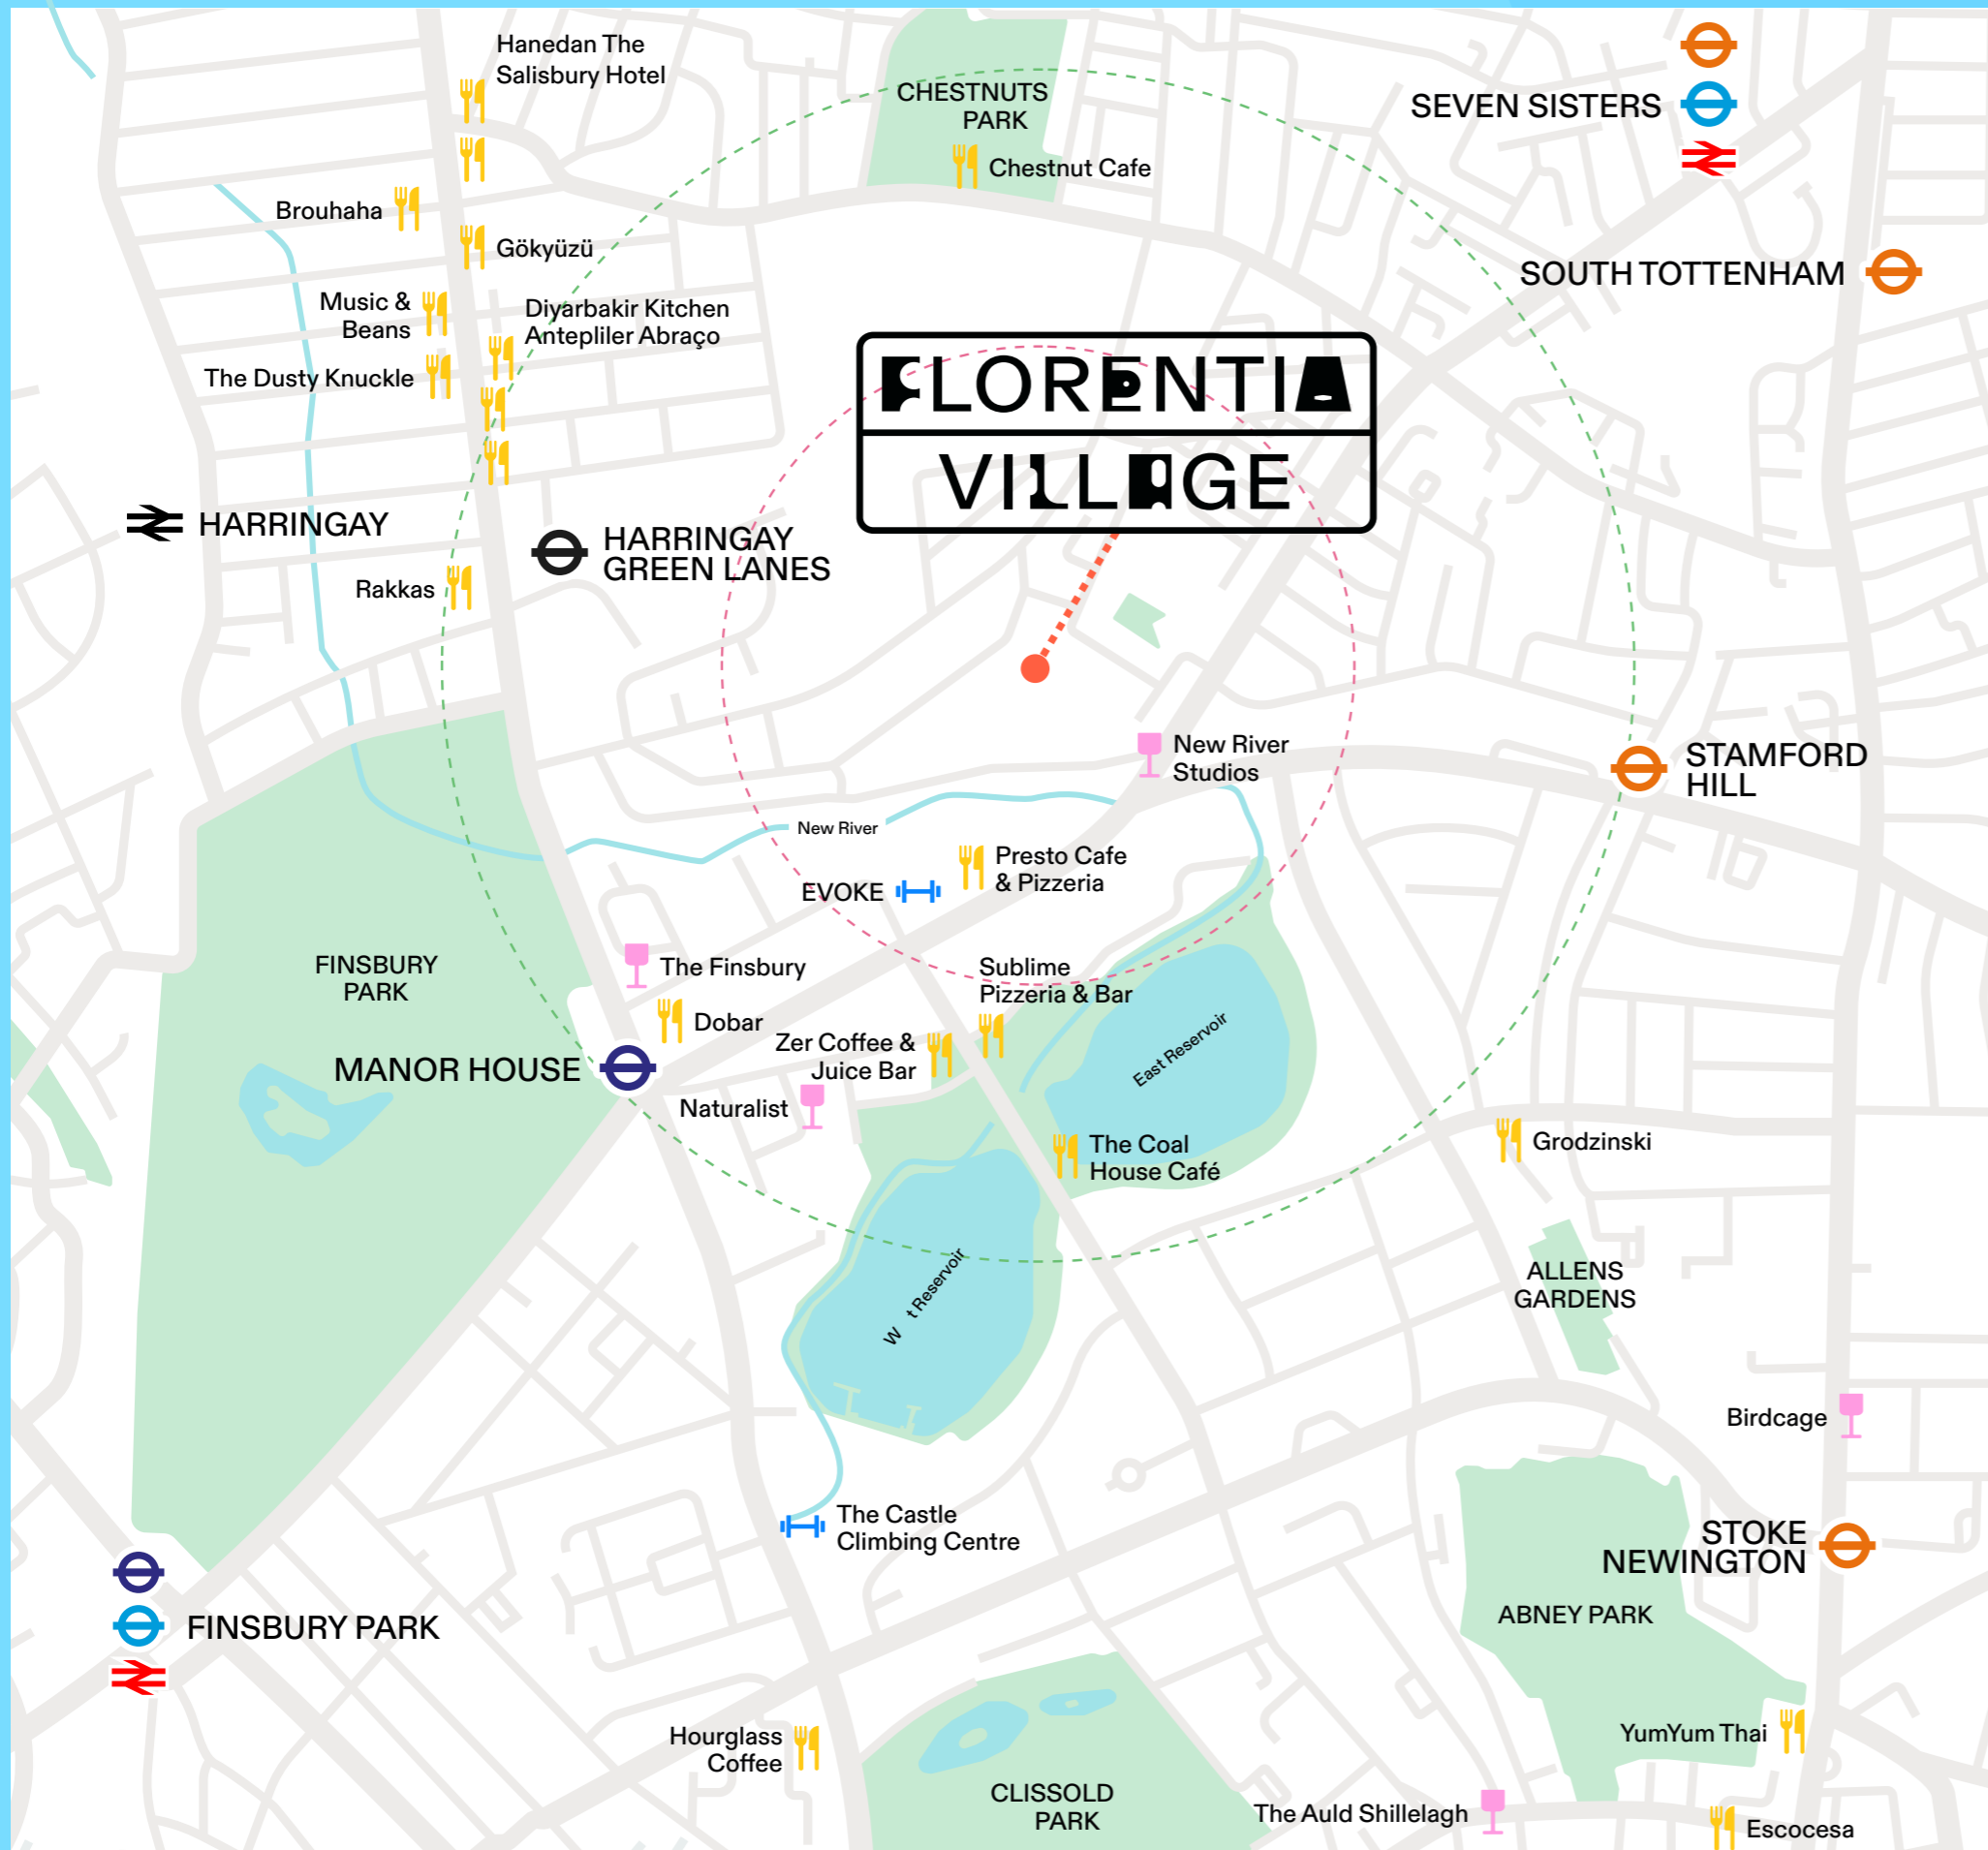 Hanedan The
Salisbury Hotel
CHESTNUTS
PARK
Chestnut Cafe
SEVEN SISTERS
Brouhaha
Gökyüzü
SOUTH TOTTENHAM
Music &
Beans
Diyarbakir Kitchen
Antepliler Abraço
The Dusty Knuckle
FLORENTIA
VILLAGE
HARRINGAY
HARRINGAY
GREEN LANES
Rakkas
New River
Studios
STAMFORD
HILL
New River
Presto Cafe
& Pizzeria
EVOKE
FINSBURY
PARK
The Finsbury
Sublime
Pizzeria & Bar
Dobar
Zer Coffee &
Juice Bar
East Reservoir
MANOR HOUSE
Naturalist
The Coal
House Café
Grodzinski
W t Reservoir
ALLENS
GARDENS
Birdcage
The Castle
Climbing Centre
STOKE
NEWINGTON
ABNEY PARK
FINSBURY PARK
Hourglass
Coffee
YumYum Thai
CLISSOLD
PARK
The Auld Shillelagh
Escocesa